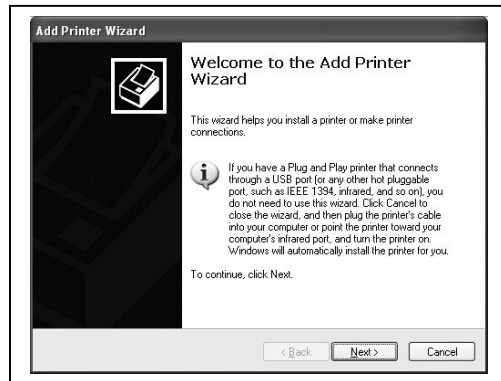 Add Printer Wizard
Welcome to the Add Printer
Wizard
This wizard helps you install a printer or make printer
connections.
If you have a Plug and Play printer that connects
through a USB port (or any other hot pluggable
port, such as IEEE 1394, infrared, and so on), you
do not need to use this wizard. Click Cancel to
close the wizard, and then plug the printer's cable
into your computer or point the printer toward your
computer's infrared port, and turn the printer on.
Windows will automatically install the printer for you.
To continue, click Next.
< Back Next > Cancel